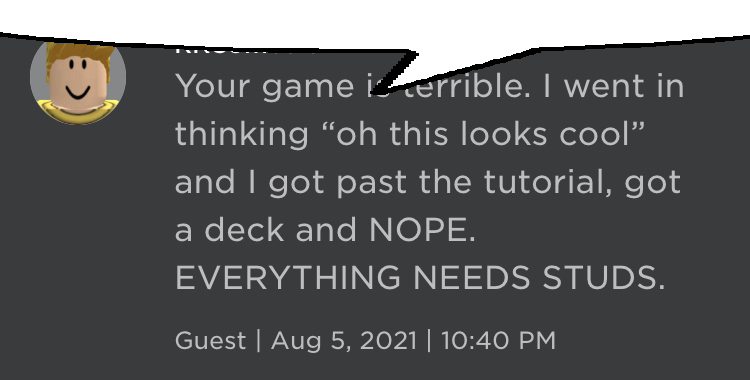 Your game is terrible. I went in
thinking “oh this looks cool”
and I got past the tutorial, got
a deck and NOPE.
EVERYTHING NEEDS STUDS.
Guest | Aug 5, 2021 | 10:40 PM